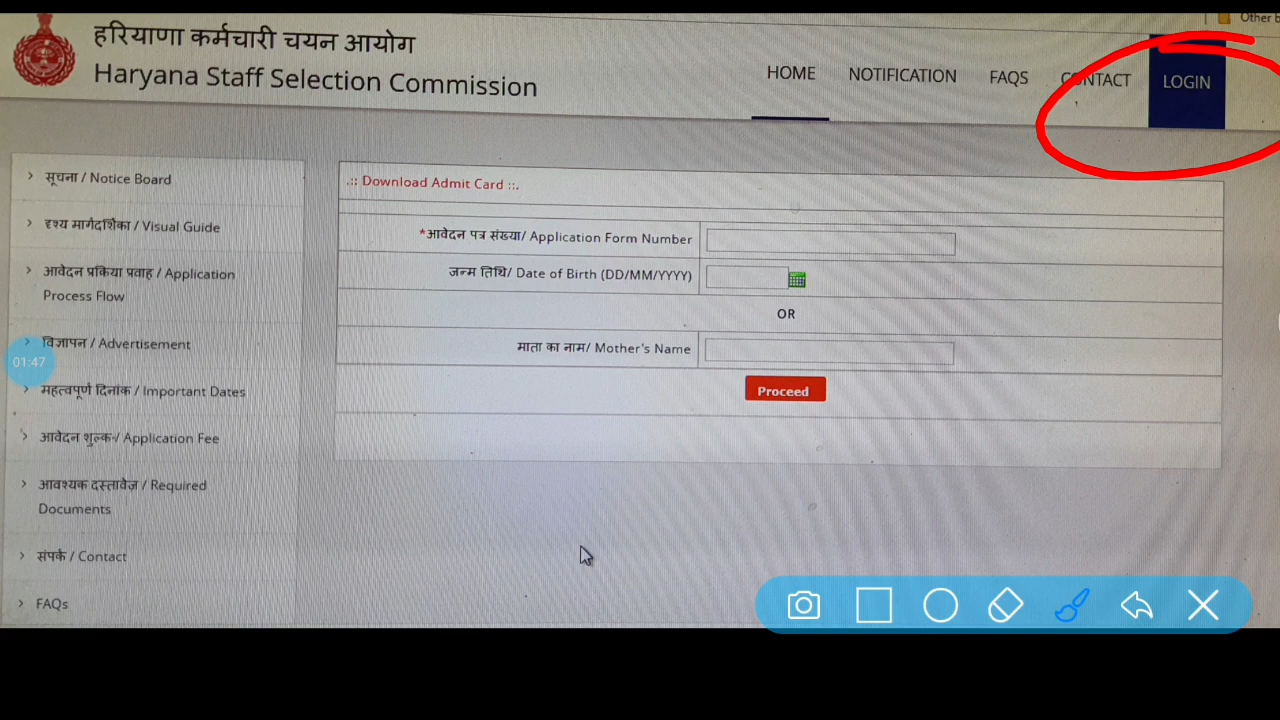 Other b
हरियाणा कर्मचारी चयन आयोग
Haryana Staff Selection Commission
HOME
NOTIFICATION
FAQS
CONTACT
LOGIN
सूचना / Notice Board
दृश्य मार्गदर्शिका / Visual Guide
आवेदन प्रकिया प्रवाह / Application
Process Flow
विज्ञापन / Advertisement
01:47
महत्वपूर्ण दिनांक / Important Dates
आवेदन शुल्क / Application Fee
आवश्यक दस्तावेज़ / Required
Documents
संपर्क / Contact
FAQs
.:: Download Admit Card ::.
*आवेदन पत्र संख्या/ Application Form Number
जन्म तिथि/ Date of Birth (DD/MM/YYYY)
OR
माता का नाम/ Mother's Name
Proceed